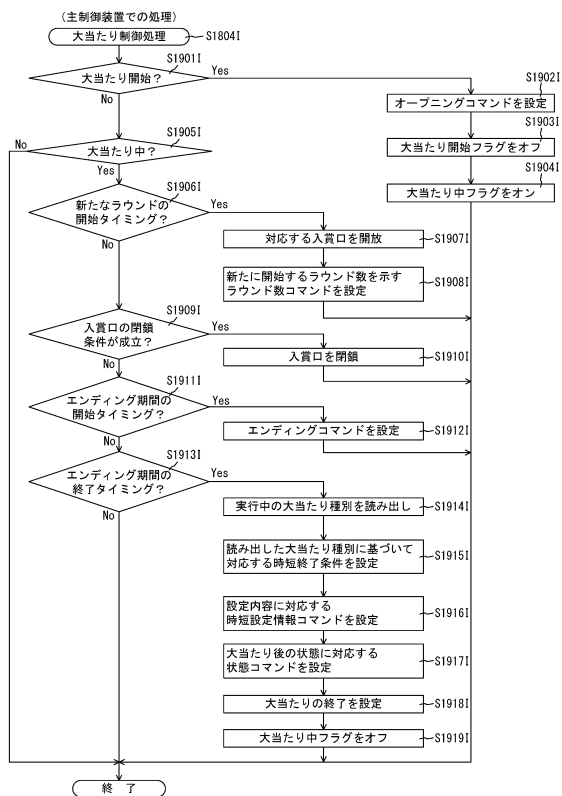 （主制御装置での処理）
大当たり制御処理
S1804I
S1901I
大当たり開始？
Yes
No
S1902I
オープニングコマンドを設定
S1903I
大当たり開始フラグをオフ
S1904I
大当たり中フラグをオン
S1905I
大当たり中？
No
Yes
S1906I
新たなラウンドの
開始タイミング？
Yes
No
対応する入賞口を開放
S1907I
新たに開始するラウンド数を示す
ラウンド数コマンドを設定
S1908I
S1909I
入賞口の閉鎖
条件が成立？
Yes
No
入賞口を閉鎖
S1910I
S1911I
エンディング期間の
開始タイミング？
Yes
No
エンディングコマンドを設定
S1912I
S1913I
エンディング期間の
終了タイミング？
Yes
No
実行中の大当たり種別を読み出し
S1914I
読み出した大当たり種別に基づいて
対応する時短終了条件を設定
S1915I
設定内容に対応する
時短設定情報コマンドを設定
S1916I
大当たり後の状態に対応する
状態コマンドを設定
S1917I
大当たりの終了を設定
S1918I
大当たり中フラグをオフ
S1919I
終 了